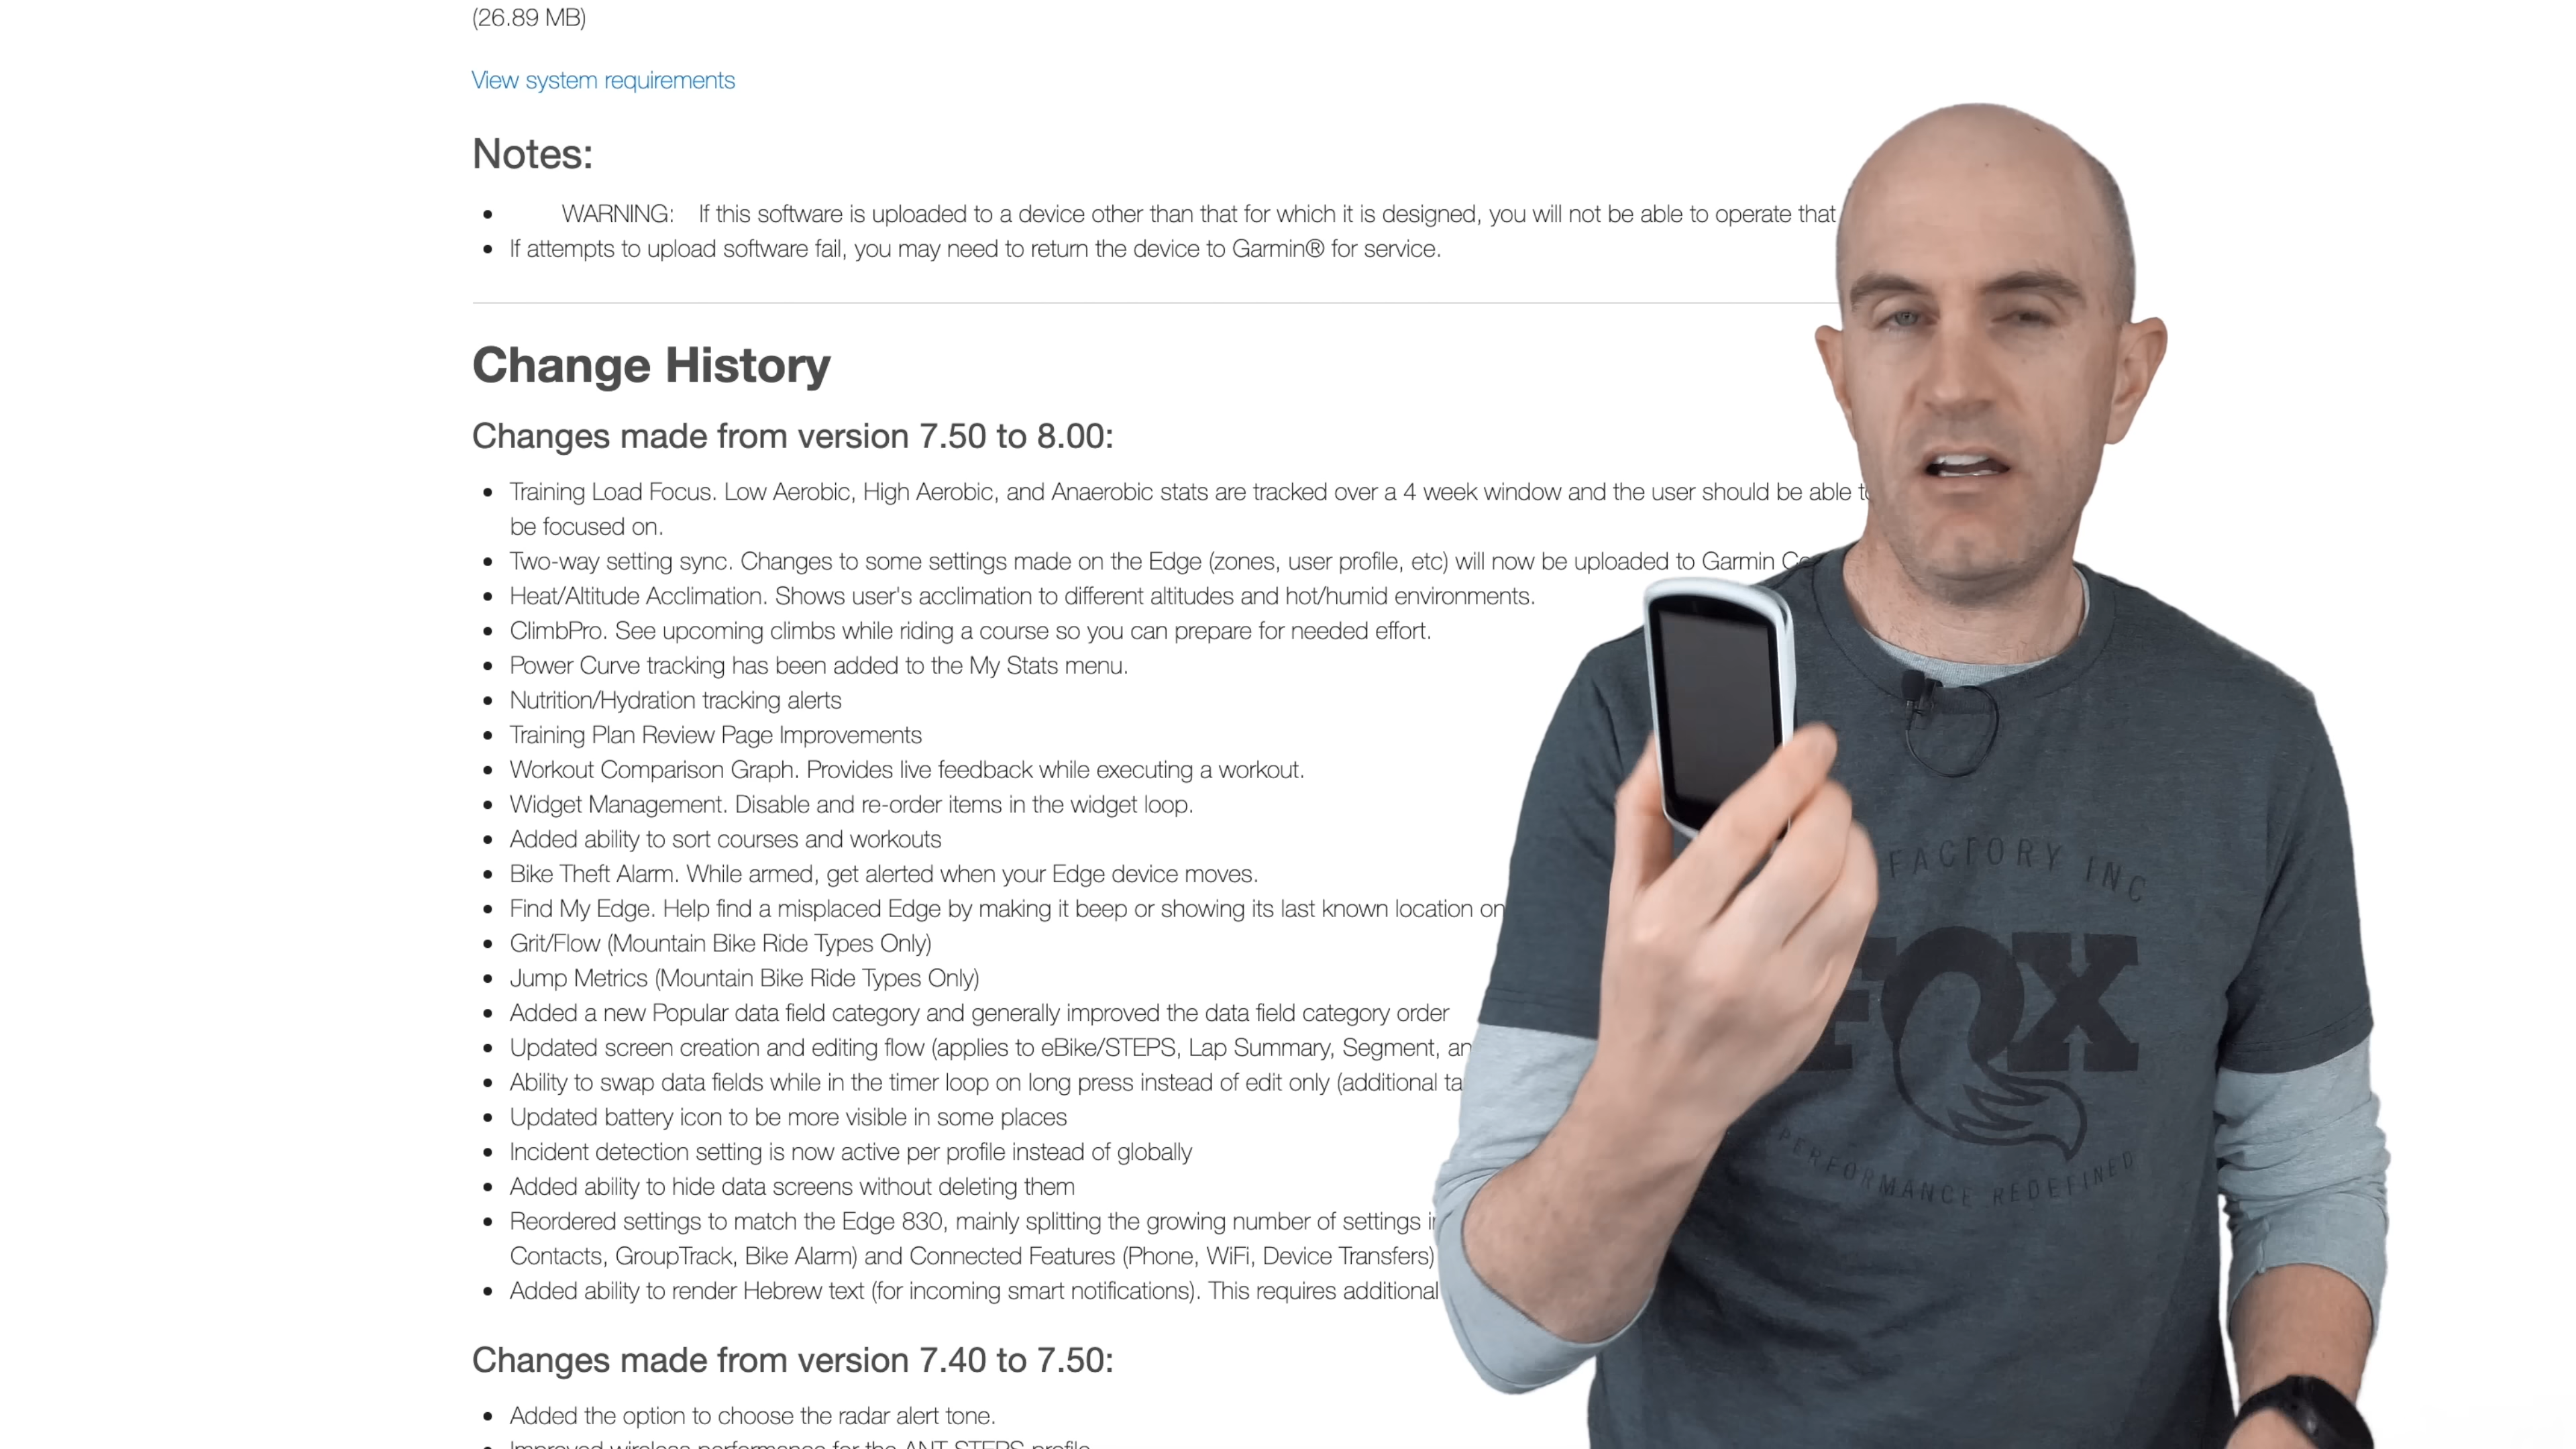 (26.89 MB)
View system requirements
Notes:
• WARNING: If this software is uploaded to a device other than that for which it is designed, you will not be able to operate that
• If attempts to upload software fail, you may need to return the device to Garmin® for service.
Change History
Changes made from version 7.50 to 8.00:
• Training Load Focus. Low Aerobic, High Aerobic, and Anaerobic stats are tracked over a 4 week window and the user should be able
be focused on.
• Two-way setting sync. Changes to some settings made on the Edge (zones, user profile, etc) will now be uploaded to Garmin
• Heat/Altitude Acclimation. Shows user's acclimation to different altitudes and hot/humid environments.
• ClimbPro. See upcoming climbs while riding a course so you can prepare for needed effort.
• Power Curve tracking has been added to the My Stats menu.
• Nutrition/Hydration tracking alerts
• Training Plan Review Page Improvements
• Workout Comparison Graph. Provides live feedback while executing a workout.
• Widget Management. Disable and re-order items in the widget loop.
• Added ability to sort courses and workouts
• Bike Theft Alarm. While armed, get alerted when your Edge device moves.
• Find My Edge. Help find a misplaced Edge by making it beep or showing its last known location on
• Grit/Flow (Mountain Bike Ride Types Only)
• Jump Metrics (Mountain Bike Ride Types Only)
• Added a new Popular data field category and generally improved the data field category order
• Updated screen creation and editing flow (applies to eBike/STEPS, Lap Summary, Segment,
• Ability to swap data fields while in the timer loop on long press instead of edit only (additional
• Updated battery icon to be more visible in some places
• Incident detection setting is now active per profile instead of globally
• Added ability to hide data screens without deleting them
• Reordered settings to match the Edge 830, mainly splitting the growing number of settings
Contacts, GroupTrack, Bike Alarm) and Connected Features (Phone, WiFi, Device Transfers)
• Added ability to render Hebrew text (for incoming smart notifications). This requires additional
Changes made from version 7.40 to 7.50:
• Added the option to choose the radar alert tone.
• Improved wireless performance for the ANT STEPS profile
FACTORY INC
FOX
PERFORMANCE REDEFINED